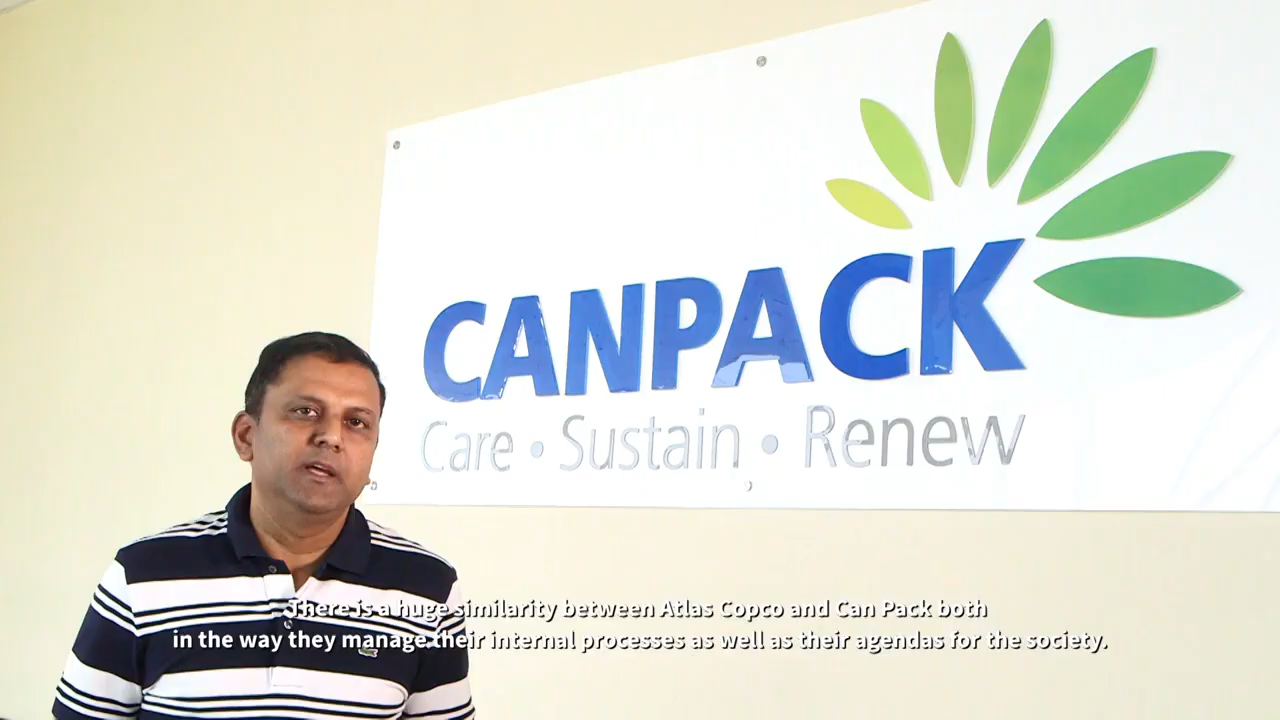 CANPACK
Care • Sustain • Renew
There is a huge similarity between Atlas Copco and Can Pack both
in the way they manage their internal processes as well as their agendas for the society.